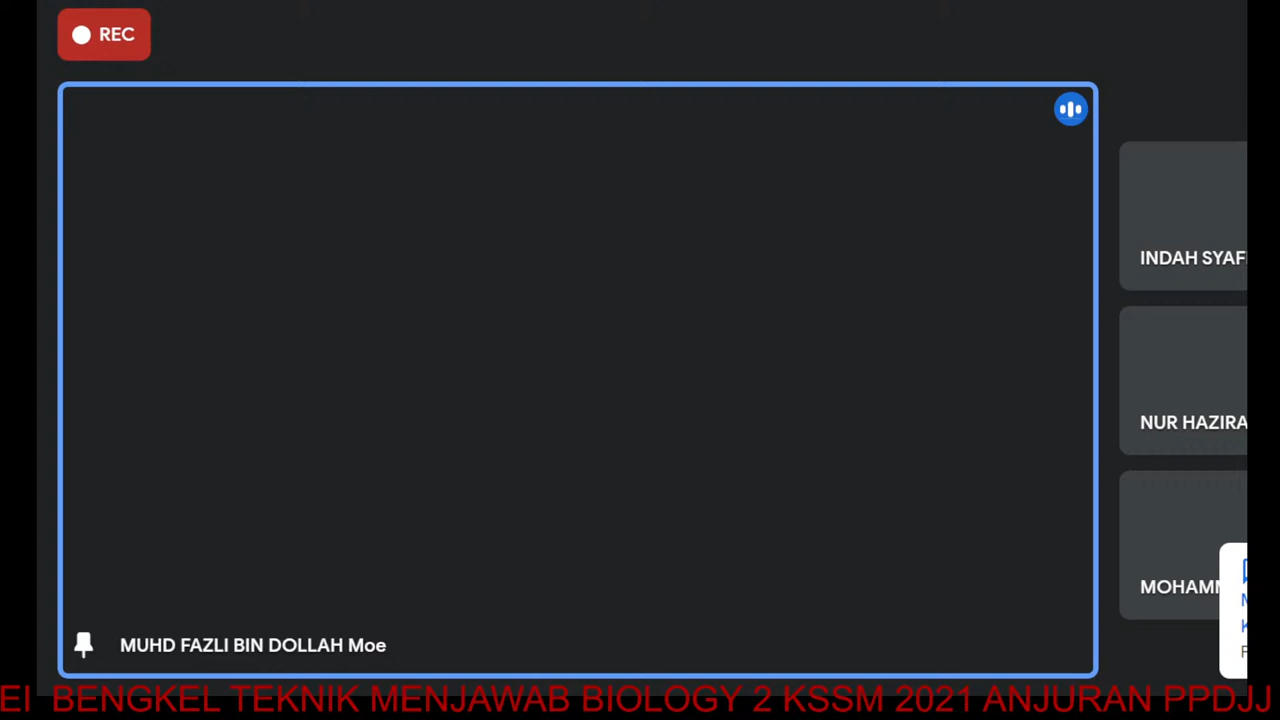 REC
INDAH SYAF
NUR HAZIRA
MOHAMM
MUHD FAZLI BIN DOLLAH Moe
EI BENGKEL TEKNIK MENJAWAB BIOLOGY 2 KSSM 2021 ANJURAN PPDJJ